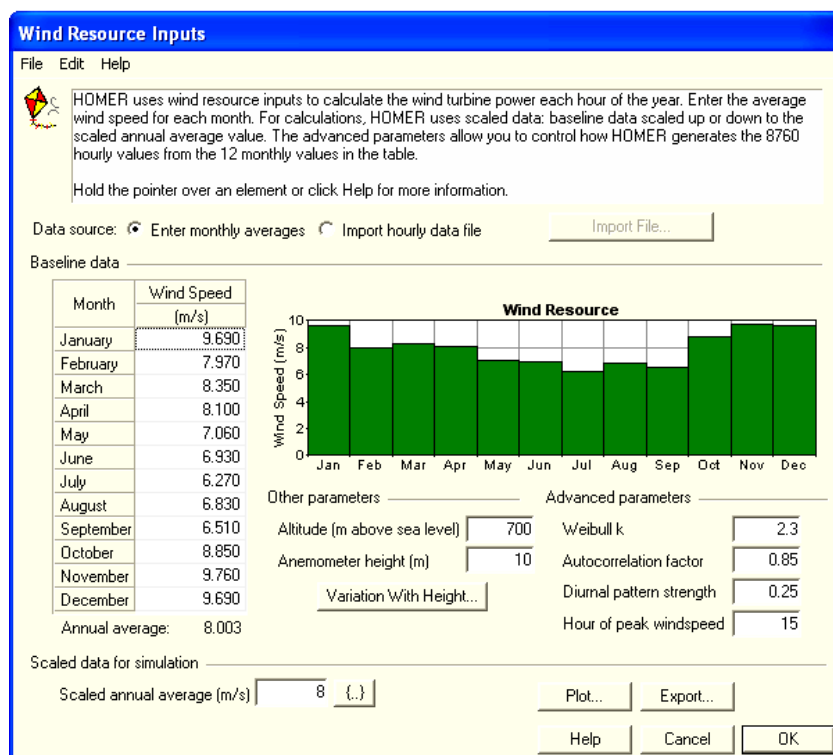 Wind Resource Inputs
File Edit Help
HOMER uses wind resource inputs to calculate the wind turbine power each hour of the year. Enter the average
wind speed for each month. For calculations, HOMER uses scaled data: baseline data scaled up or down to the
scaled annual average value. The advanced parameters allow you to control how HOMER generates the 8760
hourly values from the 12 monthly values in the table.
Hold the pointer over an element or click Help for more information.
Data source: Enter monthly averages Import hourly data file Import File...
Baseline data
Month Wind Speed
(m/s)
January 9.690
February 7.970
March 8.350
April 8.100
May 7.060
June 6.930
July 6.270
August 6.830
September 6.510
October 8.850
November 9.760
December 9.690
Annual average: 8.003
Wind Resource
Wind Speed (m/s)
10
8
6
4
2
0
Jan Feb Mar Apr May Jun Jul Aug Sep Oct Nov Dec
Other parameters
Altitude (m above sea level) 700
Anemometer height (m) 10
Variation With Height...
Advanced parameters
Weibull k 2.3
Autocorrelation factor 0.85
Diurnal pattern strength 0.25
Hour of peak windspeed 15
Scaled data for simulation
Scaled annual average (m/s) 8 {..}
Plot... Export...
Help Cancel OK